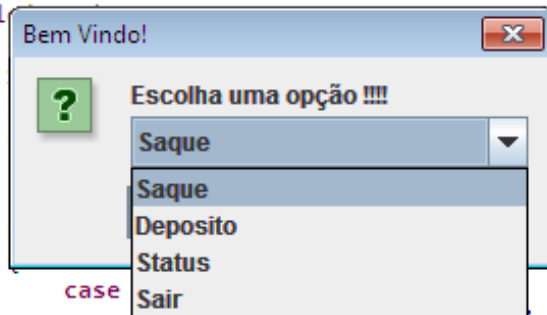 Bem Vindo!
Escolha uma opção !!!!
Saque
Saque
Deposito
Status
case
Sair